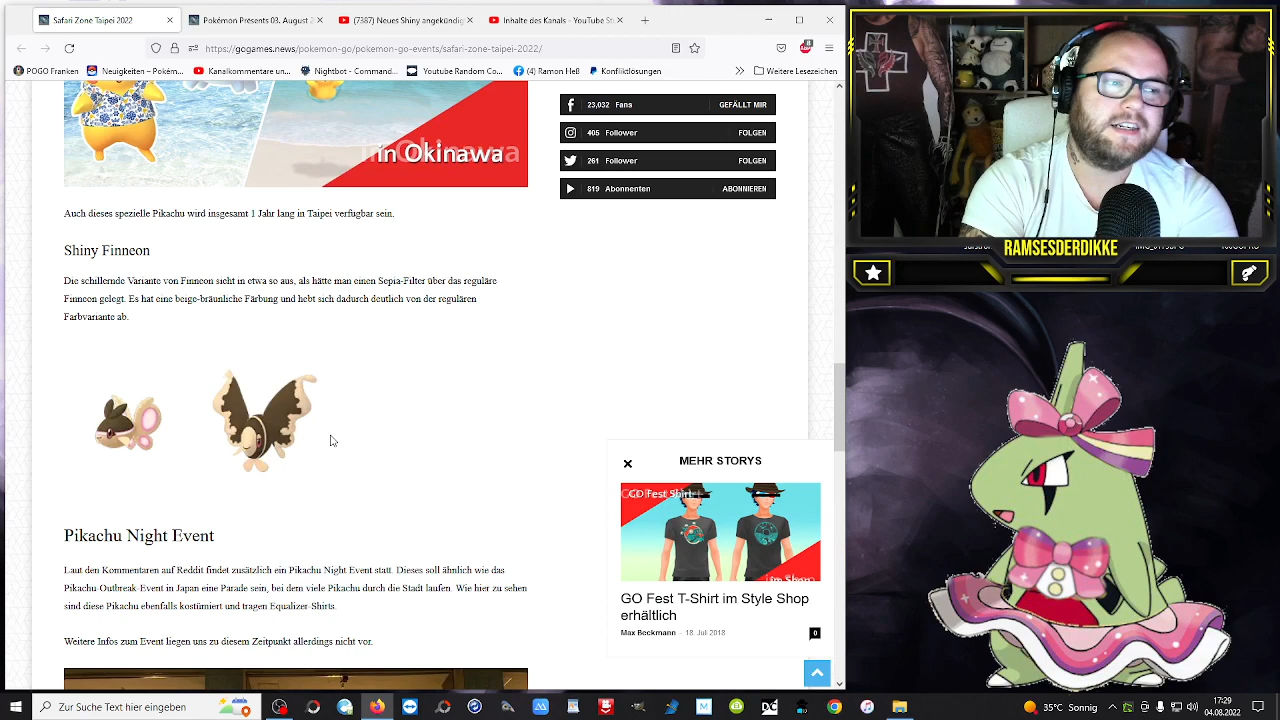 Safari Zone Taipei 2022
Pokémon Presents August 2022
(7387) Neues Shiny angekündig
Inhalte des Kanals - YouTube St
https://gogames.news/pokemon-go/pokemon-go-events/safari-zone-taipei-2022
POGO Franken
Neuigkeiten - Pokém...
Kanalkommentare un...
Nightbot - Command...
Youtube Random Co...
(4) Ramon Heß
Konfliktlösungen
Weitere Lesezeichen
in Okinawa
23,032 Fans GEFÄLLT MIR
405 Follower FOLGEN
261 Follower FOLGEN
819 Abonnenten ABONNIEREN
Auch dieses spezielle Pikachu wird insgesamt 1 Jahr lang in Taipei verfügbar sein.
Shiny Finneon
Die schimmernde Variante von Finneon sieht in etwa so aus, als hätte man einen Sepia-Filter über das reguläre
Finneon gelegt. Es hat eine beige-bräunliche Färbung und hebt sich dadurch deutlich von der regulären
Farbvariante ab.
Pikachu Night Event
Laut den Kommentaren auf Reddit findet zusätzlich ein Pikachu Night Event statt. Dieses soll ähnlich wie das
Pikachu Outbreak Event in Japan eine Parade sein, bei dem viele Pikachu durch die Stadt laufen. Wie hier zu sehen
sind diese Pikachu ebenfalls kostümiert und tragen Equalizer-Shirts.
Weitere Infos zum Event liegen uns zu diesem Zeitpunkt allerdings nicht vor.
MEHR STORYS
GO Fest Shirt
im Shop
GO Fest T-Shirt im Style Shop
erhältlich
Max Beckmann - 18. Jul 2018
0
RAMSESDERDIKKE
Zur Suche Text hier eingeben
35°C Sonnig
17:29
04.08.2022